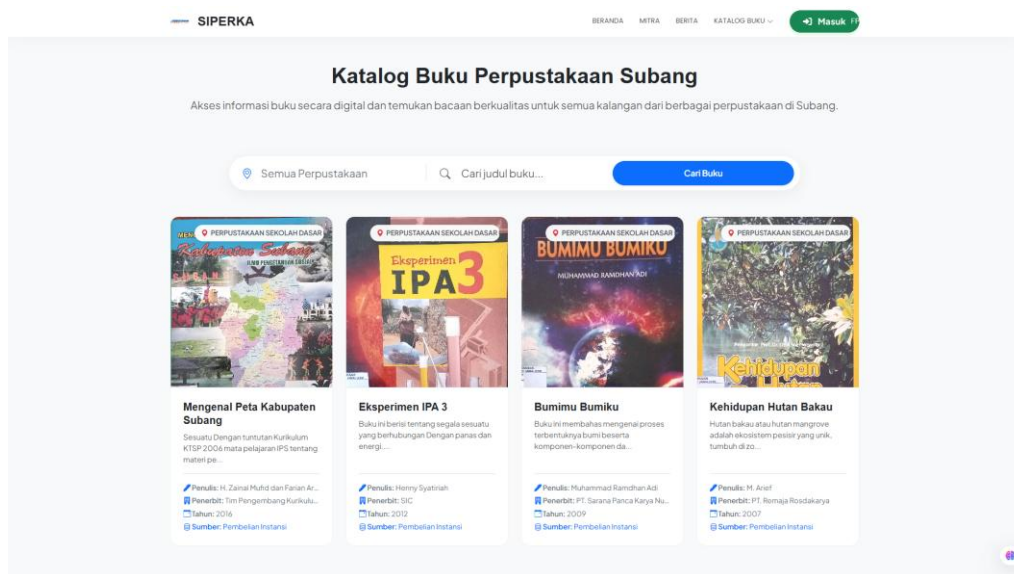 SIPERKA
BERANDA MITRA BERITA KATALOG BUKU Masuk
Katalog Buku Perpustakaan Subang
Akses informasi buku secara digital dan temukan bacaan berkualitas untuk semua kalangan dari berbagai perpustakaan di Subang.
Semua Perpustakaan Cari judul buku... Cari Buku
PERPUSTAKAAN SEKOLAH DASAR
Kabupaten Subang
Mengenal Peta Kabupaten
Subang
Sesuatu Dengan tuntutan Kurikulum
KTSP 2006 mata pelajaran IPS tentang
materi pe...
Penulis: H. Zainal Mufid dan Farian Ar...
Penerbit: Tim Pengembang Kurikulu...
Tahun: 2016
Sumber: Pembelian Instansi
PERPUSTAKAAN SEKOLAH DASAR
Eksperimen
IPA 3
Eksperimen IPA 3
Buku ini berisi tentang segala sesuatu
yang berhubungan Dengan panas dan
energi....
Penulis: Henny Syatiriah
Penerbit: SIC
Tahun: 2012
Sumber: Pembelian Instansi
PERPUSTAKAAN SEKOLAH DASAR
BUMIMU BUMIKU
MUHAMMAD RAMDHAN ADI
Bumimu Bumiku
Buku ini membahas mengenai proses
terbentuknya bumi beserta
komponen-komponen da...
Penulis: Muhammad Ramdhan Adi
Penerbit: PT. Sarana Panca Karya Nu...
Tahun: 2009
Sumber: Pembelian Instansi
PERPUSTAKAAN SEKOLAH DASAR
Kehidupan
Kehidupan Hutan Bakau
Hutan bakau atau hutan mangrove
adalah ekosistem pesisir yang unik,
tumbuh di zo...
Penulis: M. Arief
Penerbit: PT. Remaja Rosdakarya
Tahun: 2007
Sumber: Pembelian Instansi